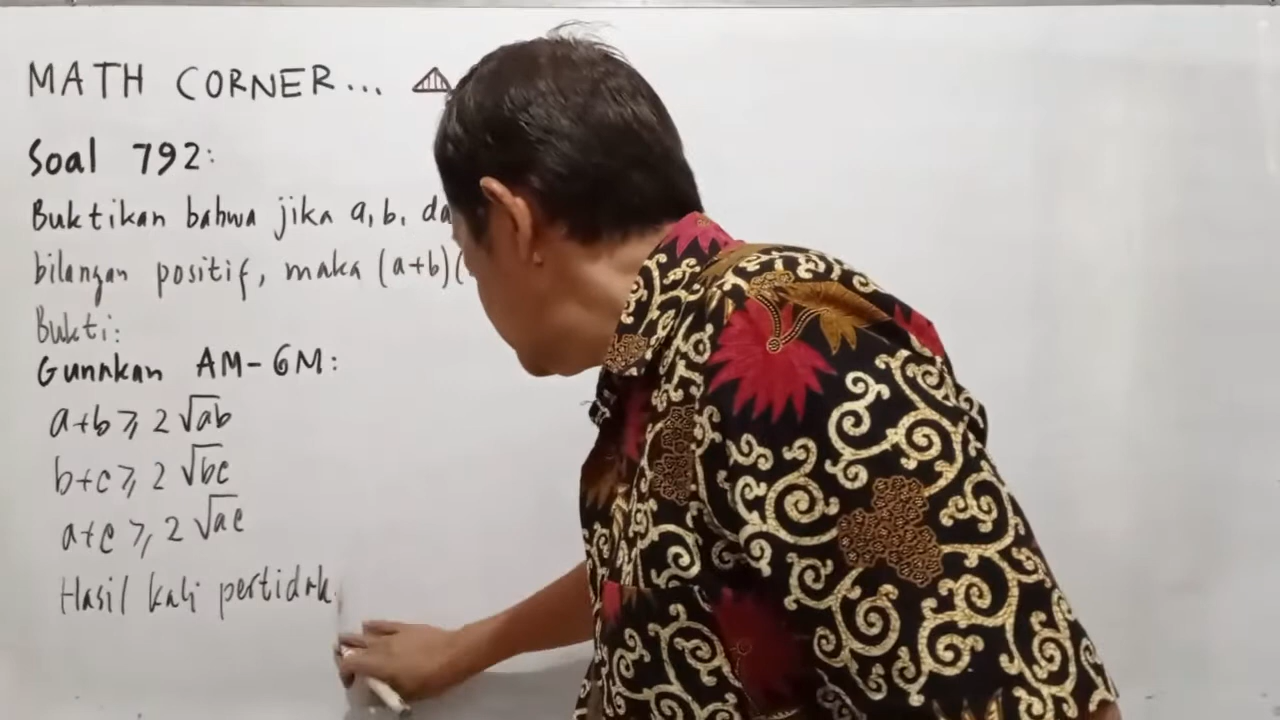 MATH CORNER...
Soal 792:
Buktikan bahwa jika a, b, da
bilangan positif, maka (a+b)(
Bukti:
Gunakan AM-GM:
a+b ⩾ 2√ab
b+c ⩾ 2√bc
a+c ⩾ 2√ac
Hasil kali pertidak